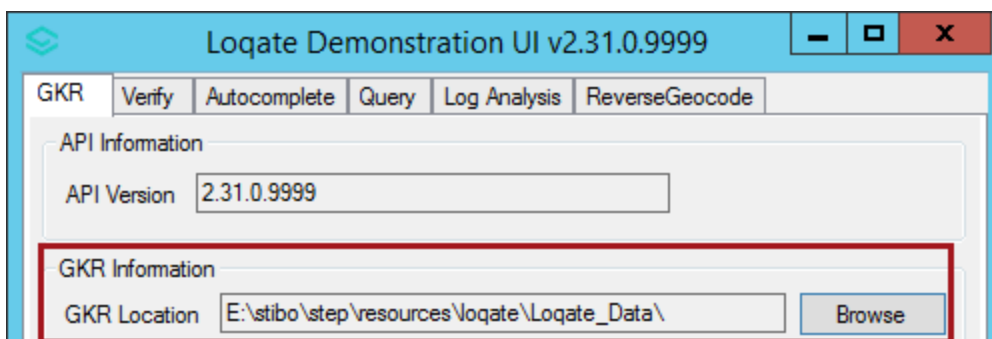 Loqate Demonstration UI v2.31.0.9999
GKR Verify Autocomplete Query Log Analysis ReverseGeocode
API Information
API Version 2.31.0.9999
GKR Information
GKR Location E:\stibo\step\resources\loqate\Loqate_Data\ Browse